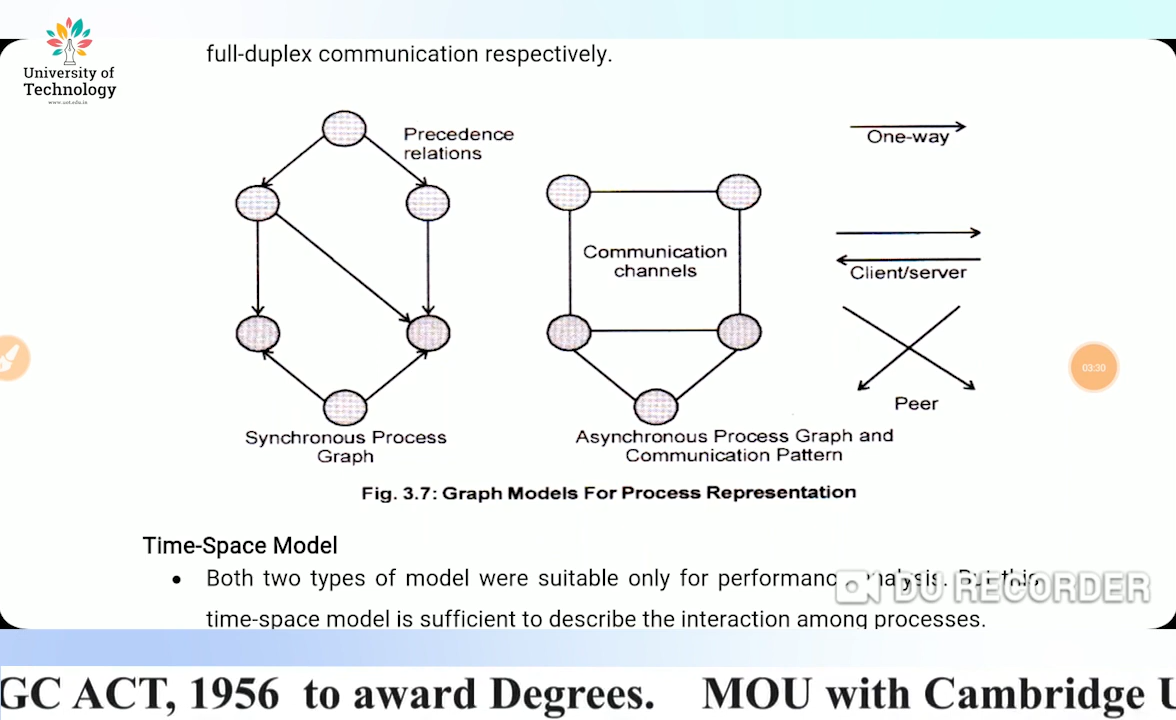 University of
Technology
www.uot.edu.in
full-duplex communication respectively.
Precedence
relations
One-way
Communication
channels
Client/server
03:30
Peer
Synchronous Process
Graph
Asynchronous Process Graph and
Communication Pattern
Fig. 3.7: Graph Models For Process Representation
Time-Space Model
• Both two types of model were suitable only for performance analysis. But this
DU RECORDER
time-space model is sufficient to describe the interaction among processes.
GC ACT, 1956 to award Degrees. MOU with Cambridge U